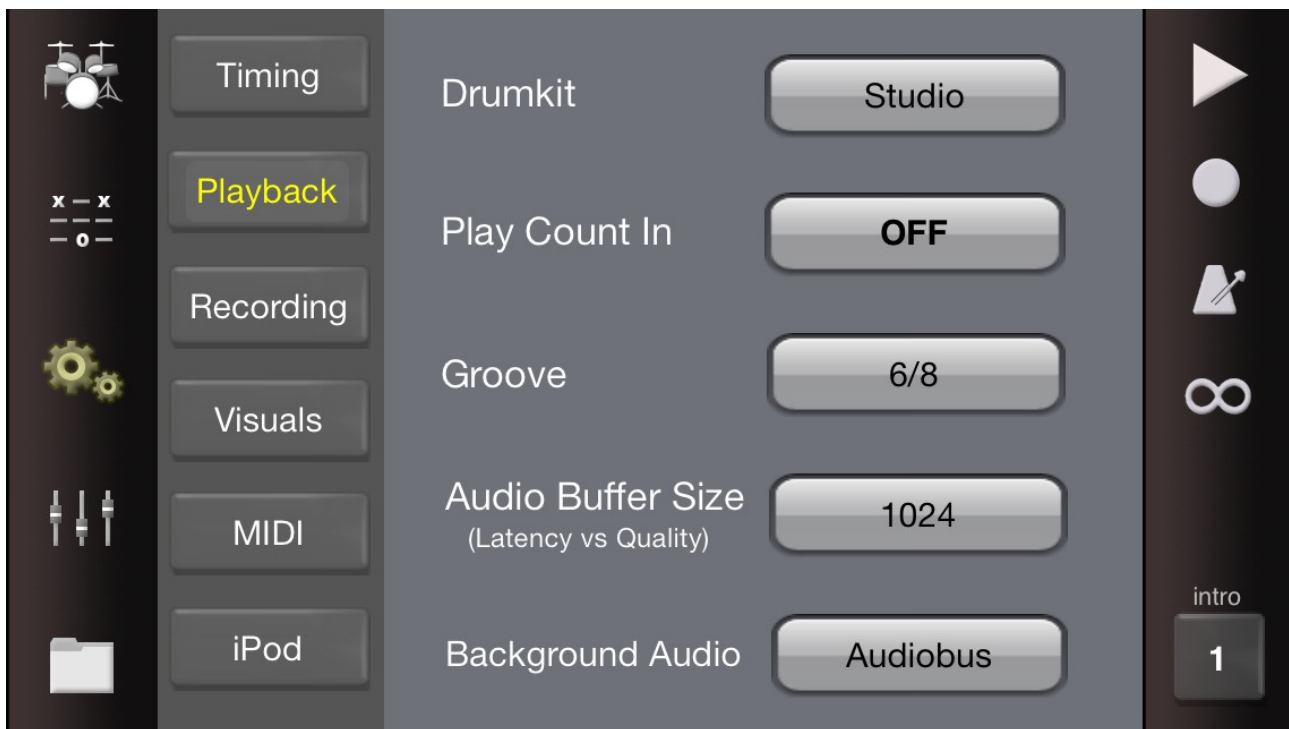 Timing
Playback
Recording
Visuals
MIDI
iPod
Drumkit
Studio
Play Count In
OFF
Groove
6/8
Audio Buffer Size
(Latency vs Quality)
1024
Background Audio
Audiobus
x – x
– – –
– o –
intro
1